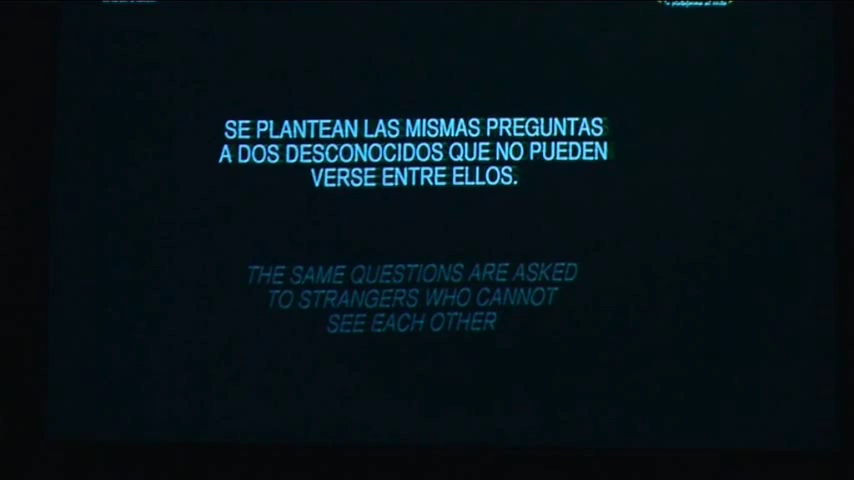 SE PLANTEAN LAS MISMAS PREGUNTAS
A DOS DESCONOCIDOS QUE NO PUEDEN
VERSE ENTRE ELLOS.
THE SAME QUESTIONS ARE ASKED
TO STRANGERS WHO CANNOT
SEE EACH OTHER